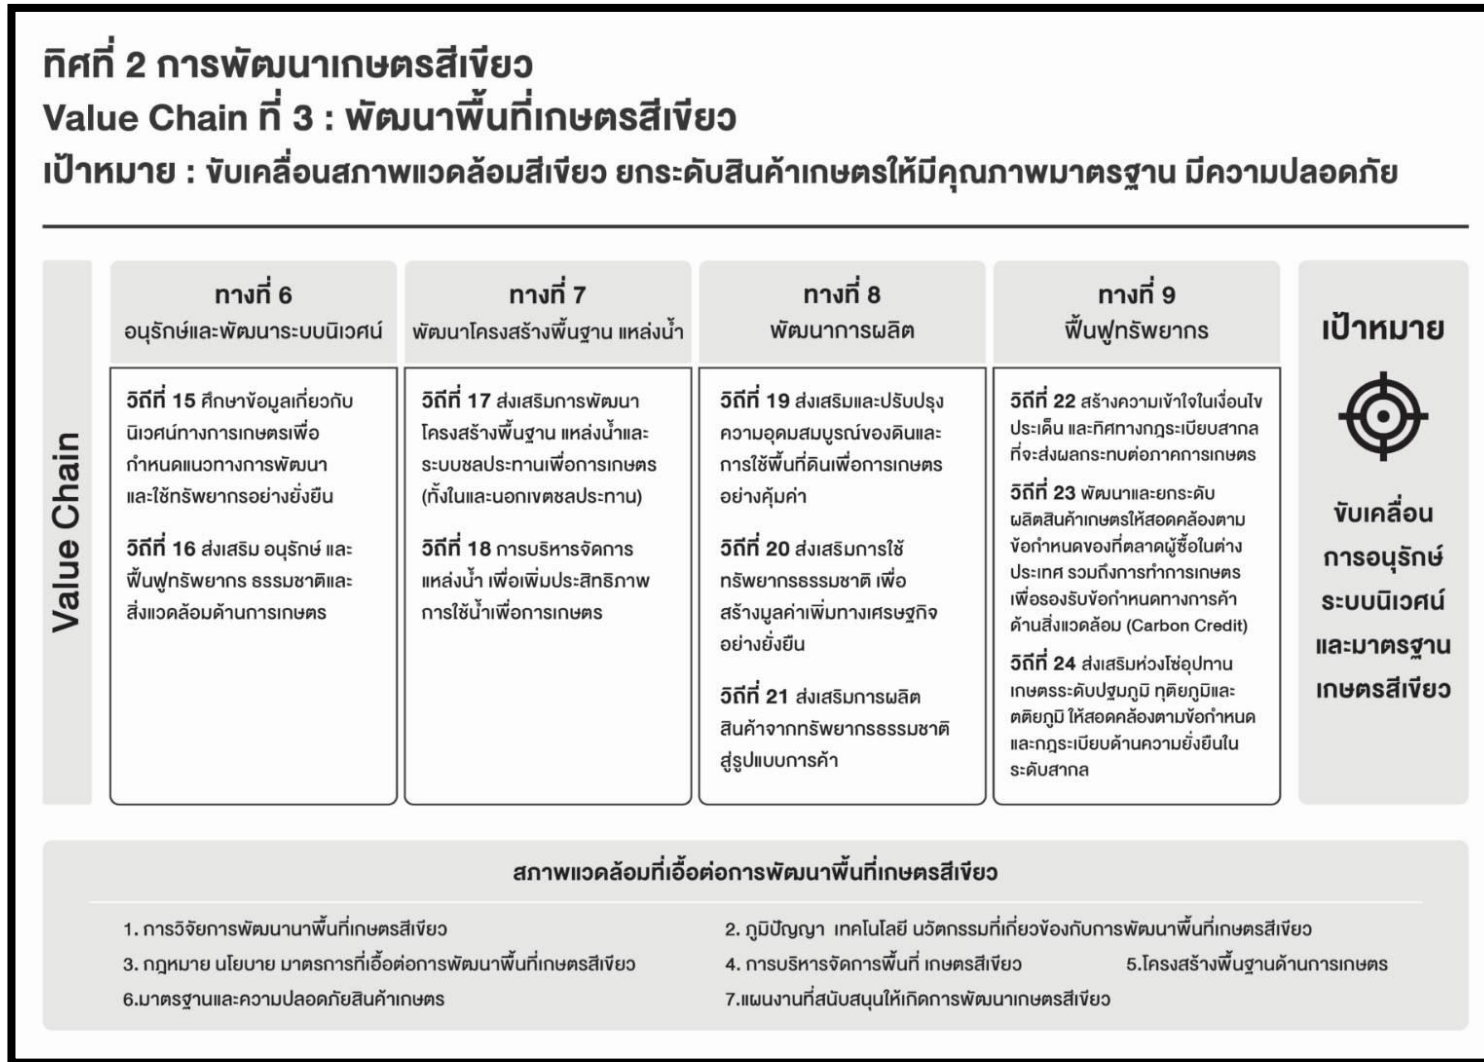 ทิศที่ 2 การพัฒนาเกษตรสีเขียว
Value Chain ที่ 3 : พัฒนาพื้นที่เกษตรสีเขียว
เป้าหมาย : ขับเคลื่อนสภาพแวดล้อมสีเขียว ยกระดับสินค้าเกษตรให้มีคุณภาพมาตรฐาน มีความปลอดภัย
Value Chain
ทางที่ 6
อนุรักษ์และพัฒนาระบบนิเวศน์
วิถีที่ 15 ศึกษาข้อมูลเกี่ยวกับ
นิเวศน์ทางการเกษตรเพื่อ
กำหนดแนวทางการพัฒนา
และใช้ทรัพยากรอย่างยั่งยืน
วิถีที่ 16 ส่งเสริม อนุรักษ์ และ
ฟื้นฟูทรัพยากร ธรรมชาติและ
สิ่งแวดล้อมด้านการเกษตร
ทางที่ 7
พัฒนาโครงสร้างพื้นฐาน แหล่งน้ำ
วิถีที่ 17 ส่งเสริมการพัฒนา
โครงสร้างพื้นฐาน แหล่งน้ำและ
ระบบชลประทานเพื่อการเกษตร
(ทั้งในและนอกเขตชลประทาน)
วิถีที่ 18 การบริหารจัดการ
แหล่งน้ำ เพื่อเพิ่มประสิทธิภาพ
การใช้น้ำเพื่อการเกษตร
ทางที่ 8
พัฒนาการผลิต
วิถีที่ 19 ส่งเสริมและปรับปรุง
ความอุดมสมบูรณ์ของดินและ
การใช้พื้นที่ดินเพื่อการเกษตร
อย่างคุ้มค่า
วิถีที่ 20 ส่งเสริมการใช้
ทรัพยากรธรรมชาติ เพื่อ
สร้างมูลค่าเพิ่มทางเศรษฐกิจ
อย่างยั่งยืน
วิถีที่ 21 ส่งเสริมการผลิต
สินค้าจากทรัพยากรธรรมชาติ
สู่รูปแบบการค้า
ทางที่ 9
ฟื้นฟูทรัพยากร
วิถีที่ 22 สร้างความเข้าใจในเงื่อนไข
ประเด็น และทิศทางกฎระเบียบสากล
ที่จะส่งผลกระทบต่อภาคการเกษตร
วิถีที่ 23 พัฒนาและยกระดับ
ผลิตสินค้าเกษตรให้สอดคล้องตาม
ข้อกำหนดของที่ตลาดผู้ซื้อในต่าง
ประเทศ รวมถึงการทำการเกษตร
เพื่อรองรับข้อกำหนดทางการค้า
ด้านสิ่งแวดล้อม (Carbon Credit)
วิถีที่ 24 ส่งเสริมห่วงโซ่อุปทาน
เกษตรระดับปฐมภูมิ ทุติยภูมิและ
ตติยภูมิ ให้สอดคล้องตามข้อกำหนด
และกฎระเบียบด้านความยั่งยืนใน
ระดับสากล
เป้าหมาย
ขับเคลื่อน
การอนุรักษ์
ระบบนิเวศน์
และมาตรฐาน
เกษตรสีเขียว
สภาพแวดล้อมที่เอื้อต่อการพัฒนาพื้นที่เกษตรสีเขียว
1. การวิจัยการพัฒนานาพื้นที่เกษตรสีเขียว
2. ภูมิปัญญา เทคโนโลยี นวัตกรรมที่เกี่ยวข้องกับการพัฒนาพื้นที่เกษตรสีเขียว
3. กฎหมาย นโยบาย มาตรการที่เอื้อต่อการพัฒนาพื้นที่เกษตรสีเขียว
4. การบริหารจัดการพื้นที่ เกษตรสีเขียว
5.โครงสร้างพื้นฐานด้านการเกษตร
6.มาตรฐานและความปลอดภัยสินค้าเกษตร
7.แผนงานที่สนับสนุนให้เกิดการพัฒนาเกษตรสีเขียว